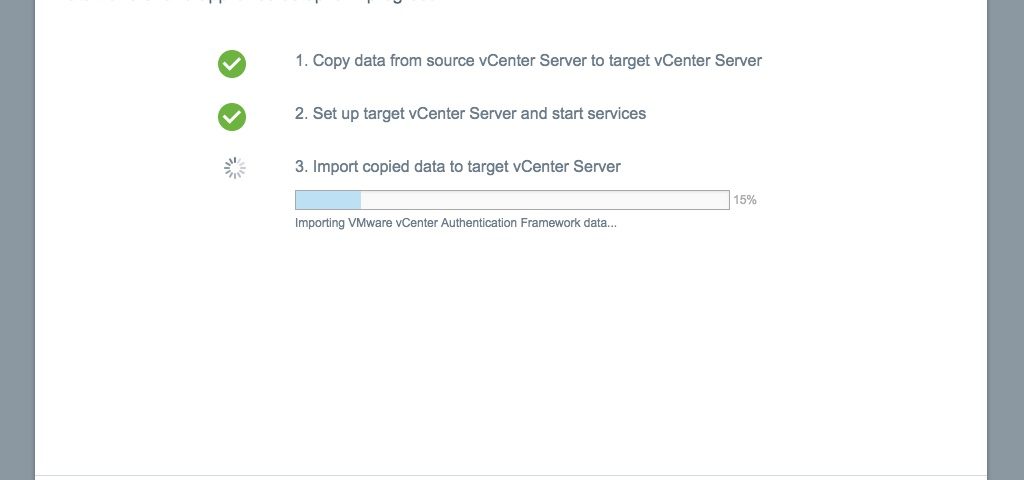 1. Copy data from source vCenter Server to target vCenter Server
2. Set up target vCenter Server and start services
3. Import copied data to target vCenter Server
15%
Importing VMware vCenter Authentication Framework data...